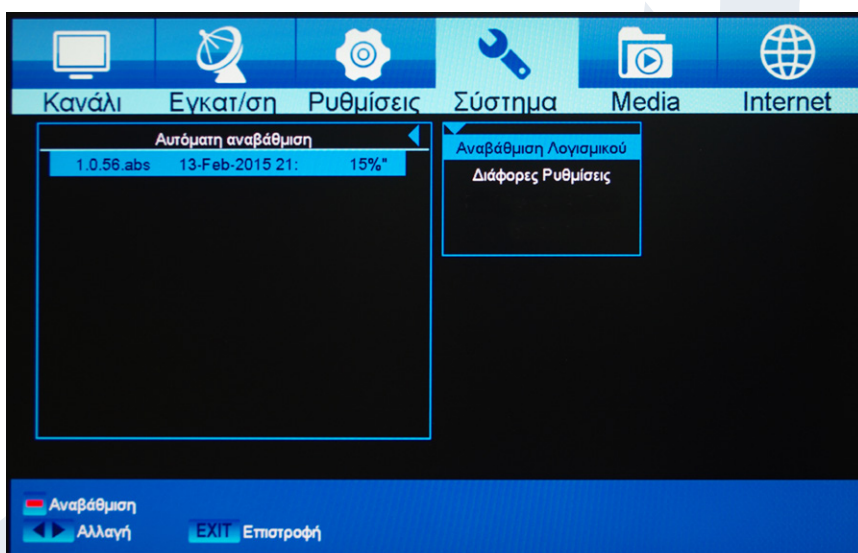 Κανάλι Εγκατ/ση Ρυθμίσεις Σύστημα Media Internet
Αυτόματη αναβάθμιση
1.0.56.abs 13-Feb-2015 21: 15%"
Αναβάθμιση Λογισμικού
Διάφορες Ρυθμίσεις
Αναβάθμιση
Αλλαγή EXIT Επιστροφή